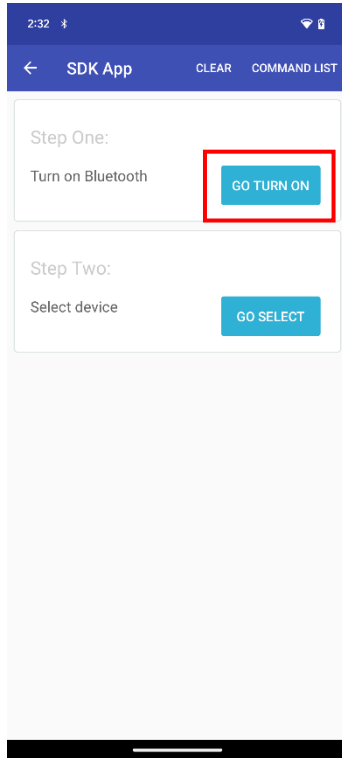 2:32
SDK App CLEAR COMMAND LIST
Step One:
Turn on Bluetooth
GO TURN ON
Step Two:
Select device
GO SELECT